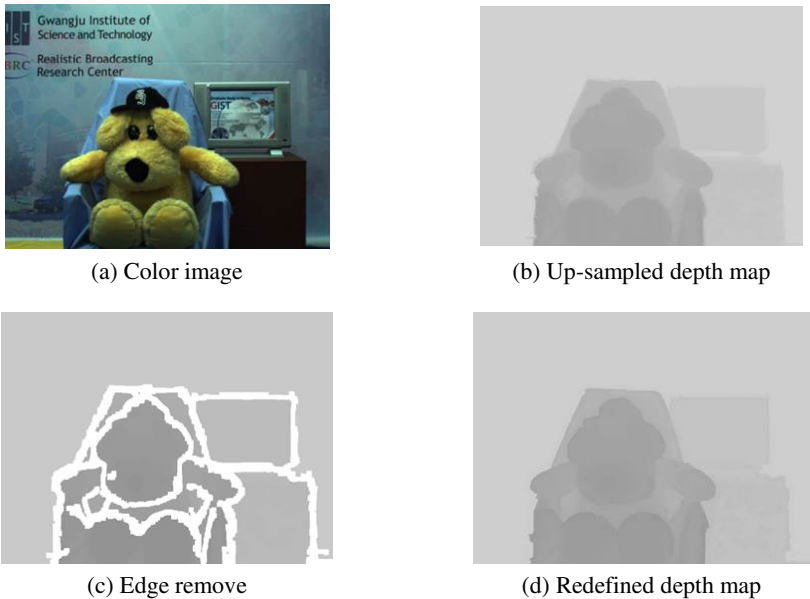 Gwangju Institute of
Science and Technology
Realistic Broadcasting
Research Center
GIST
(a) Color image
(b) Up-sampled depth map
(c) Edge remove
(d) Redefined depth map